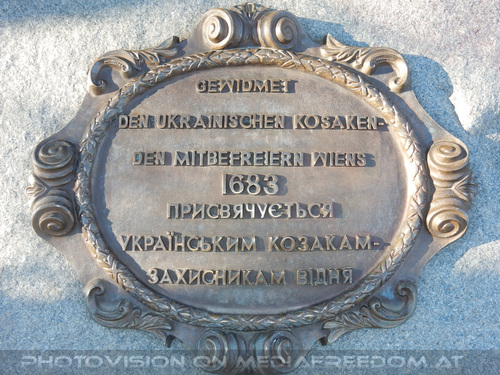 GEWIDMET
DEN UKRAINISCHEN KOSAKEN-
DEN MITBEFREIERN WIENS
1683
ПРИСВЯЧУЄТЬСЯ
УКРАЇНСЬКИМ КОЗАКАМ-
ЗАХИСНИКАМ ВІДНЯ
PHOTOVISION ON MEDIAFREEDOM.AT